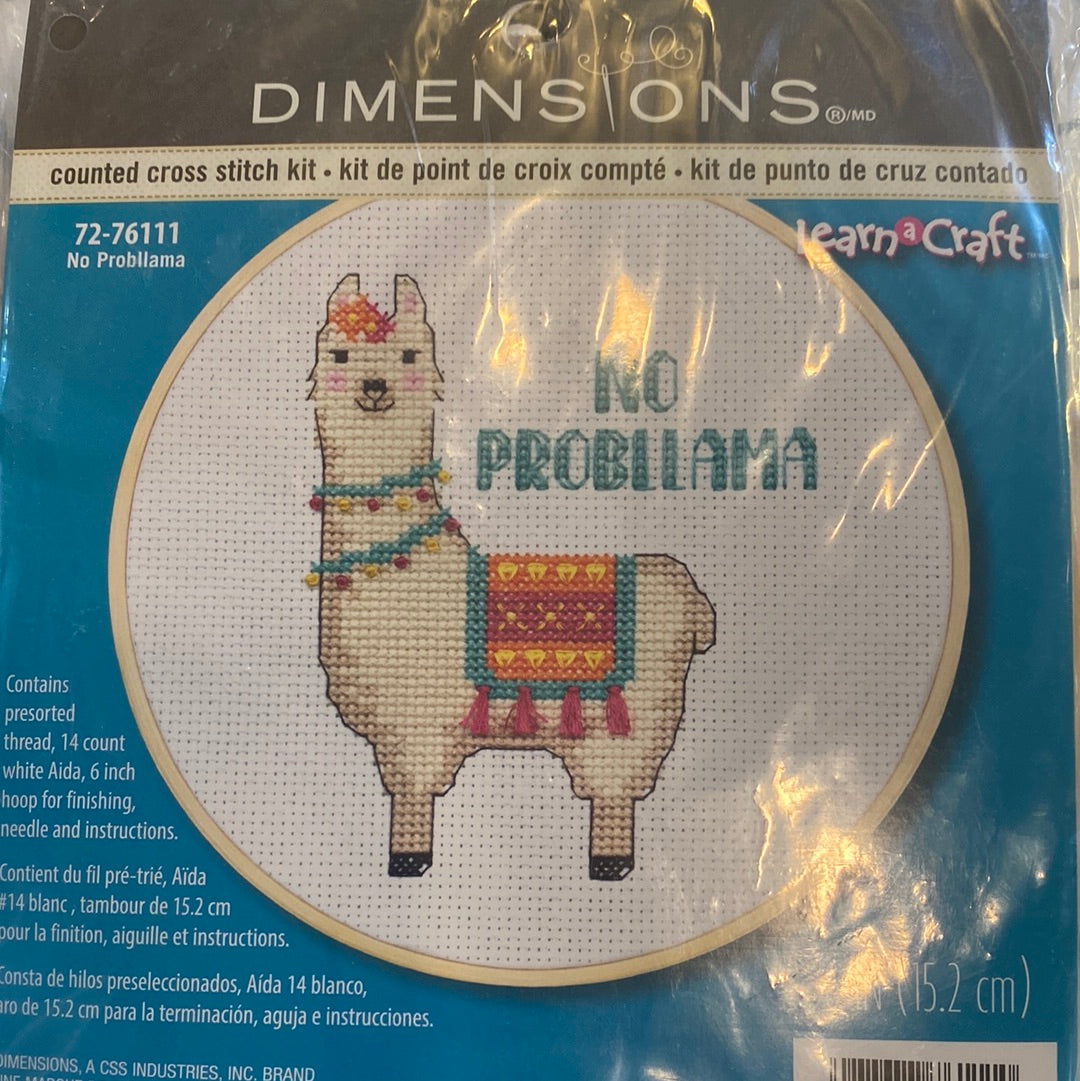 DIMENSIONS®/MD
counted cross stitch kit • kit de point de croix compté • kit de punto de cruz contado
72-76111
No Probllama
Learn a Craft
NO
PROBLLAMA
Contains
presorted
thread, 14 count
white Aida, 6 inch
hoop for finishing,
needle and instructions.
Contient du fil pré-trié, Aïda
#14 blanc , tambour de 15.2 cm
pour la finition, aiguille et instructions.
Consta de hilos preseleccionados, Aída 14 blanco,
aro de 15.2 cm para la terminación, aguja e instrucciones.
(15.2 cm)
DIMENSIONS, A CSS INDUSTRIES, INC. BRAND